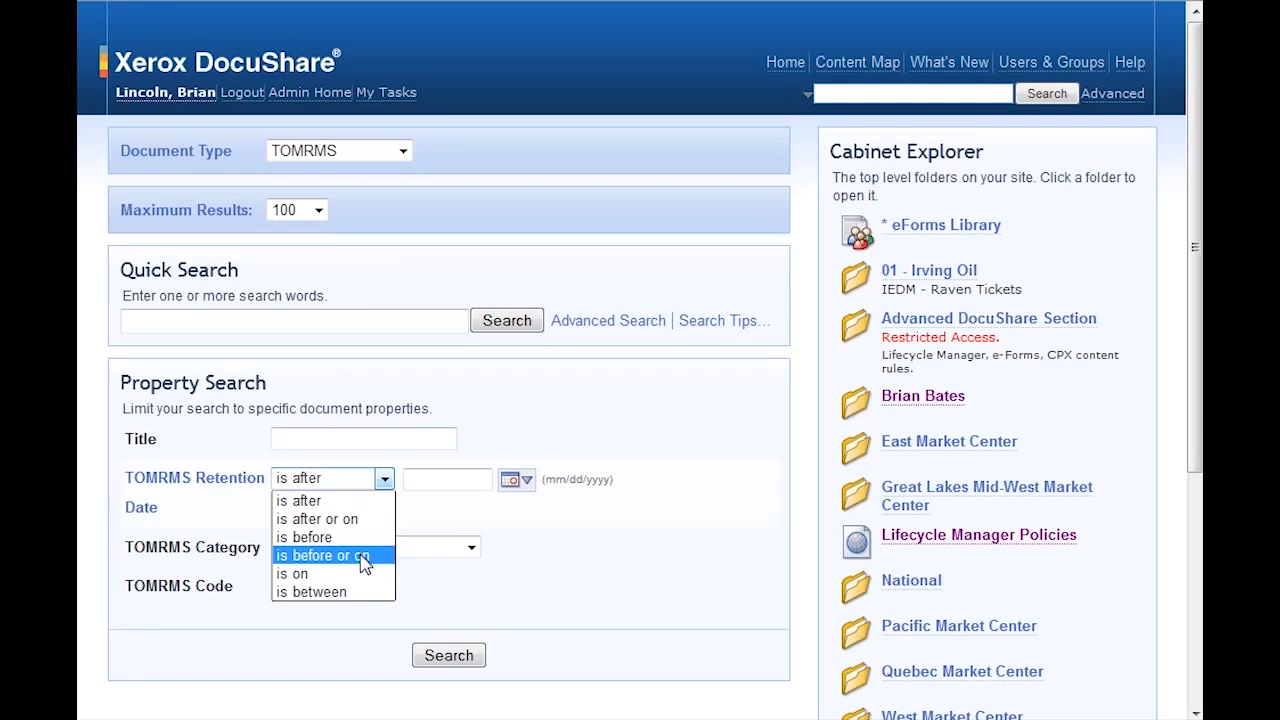 Xerox DocuShare®
Home Content Map What's New Users & Groups Help
Lincoln, Brian Logout Admin Home My Tasks
Search Advanced
Document Type TOMRMS
Maximum Results: 100
Quick Search
Enter one or more search words.
Search Advanced Search Search Tips...
Property Search
Limit your search to specific document properties.
Title
TOMRMS Retention Date
is after (mm/dd/yyyy)
is after
is after or on
is before
is before or on
is on
is between
TOMRMS Category
TOMRMS Code
Search
Cabinet Explorer
The top level folders on your site. Click a folder to
open it.
* eForms Library
01 - Irving Oil
IEDM - Raven Tickets
Advanced DocuShare Section
Restricted Access.
Lifecycle Manager, e-Forms, CPX content
rules.
Brian Bates
East Market Center
Great Lakes Mid-West Market
Center
Lifecycle Manager Policies
National
Pacific Market Center
Quebec Market Center
West Market Center